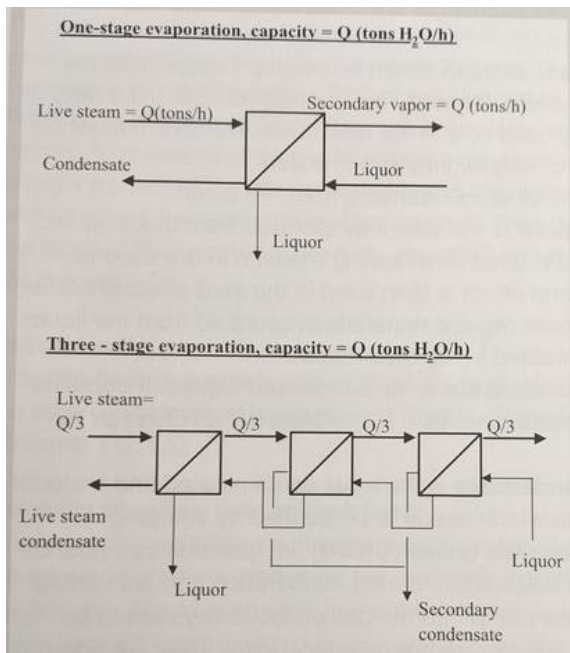 One-stage evaporation, capacity = Q (tons H₂O/h)
Live steam = Q(tons/h)
Secondary vapor = Q (tons/h)
Condensate
Liquor
Liquor
Three - stage evaporation, capacity = Q (tons H₂O/h)
Live steam=
Q/3
Q/3
Q/3
Q/3
Live steam
condensate
Liquor
Liquor
Secondary
condensate